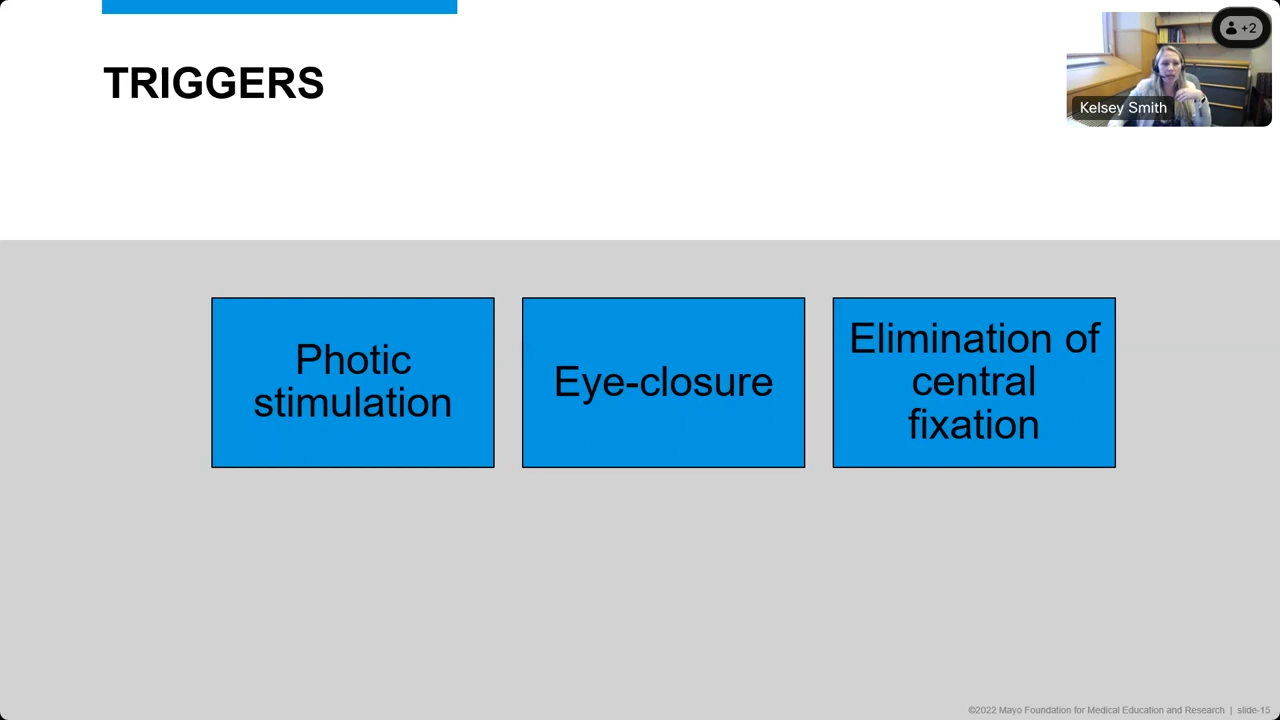 TRIGGERS
+2
Kelsey Smith
Photic
stimulation
Eye-closure
Elimination of
central
fixation
©2022 Mayo Foundation for Medical Education and Research | slide-15